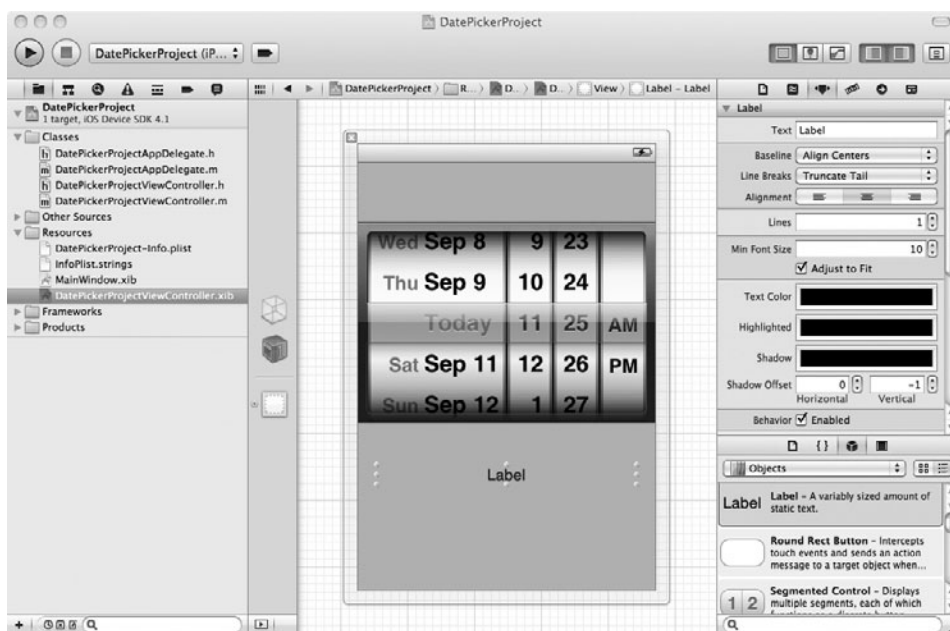 DatePickerProject
DatePickerProject (iP...
DatePickerProject
R...
D...
D...
View
Label - Label
DatePickerProject
1 target, iOS Device SDK 4.1
Classes
DatePickerProjectAppDelegate.h
DatePickerProjectAppDelegate.m
DatePickerProjectViewController.h
DatePickerProjectViewController.m
Other Sources
Resources
DatePickerProject-Info.plist
InfoPlist.strings
MainWindow.xib
DatePickerProjectViewController.xib
Frameworks
Products
Wed Sep 8 9 23
Thu Sep 9 10 24
Today 11 25 AM
Sat Sep 11 12 26 PM
Sun Sep 12 1 27
Label
Label
Text Label
Baseline Align Centers
Line Breaks Truncate Tail
Alignment
Lines 1
Min Font Size 10
Adjust to Fit
Text Color
Highlighted
Shadow
Shadow Offset 0 -1
Horizontal Vertical
Behavior Enabled
{}
Objects
Label Label - A variably sized amount of
static text.
Round Rect Button - Intercepts
touch events and sends an action
message to a target object when...
Segmented Control - Displays
1 2 multiple segments, each of which